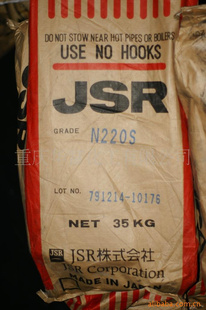 DO NOT STOW NEAR HOT PIPES OR BOILERS
USE NO HOOKS
JSR
GRADE N220S
LOT NO. 791214-10176
NET 35 KG
JSR JSR株式会社
JSR Corporation
MADE IN JAPAN